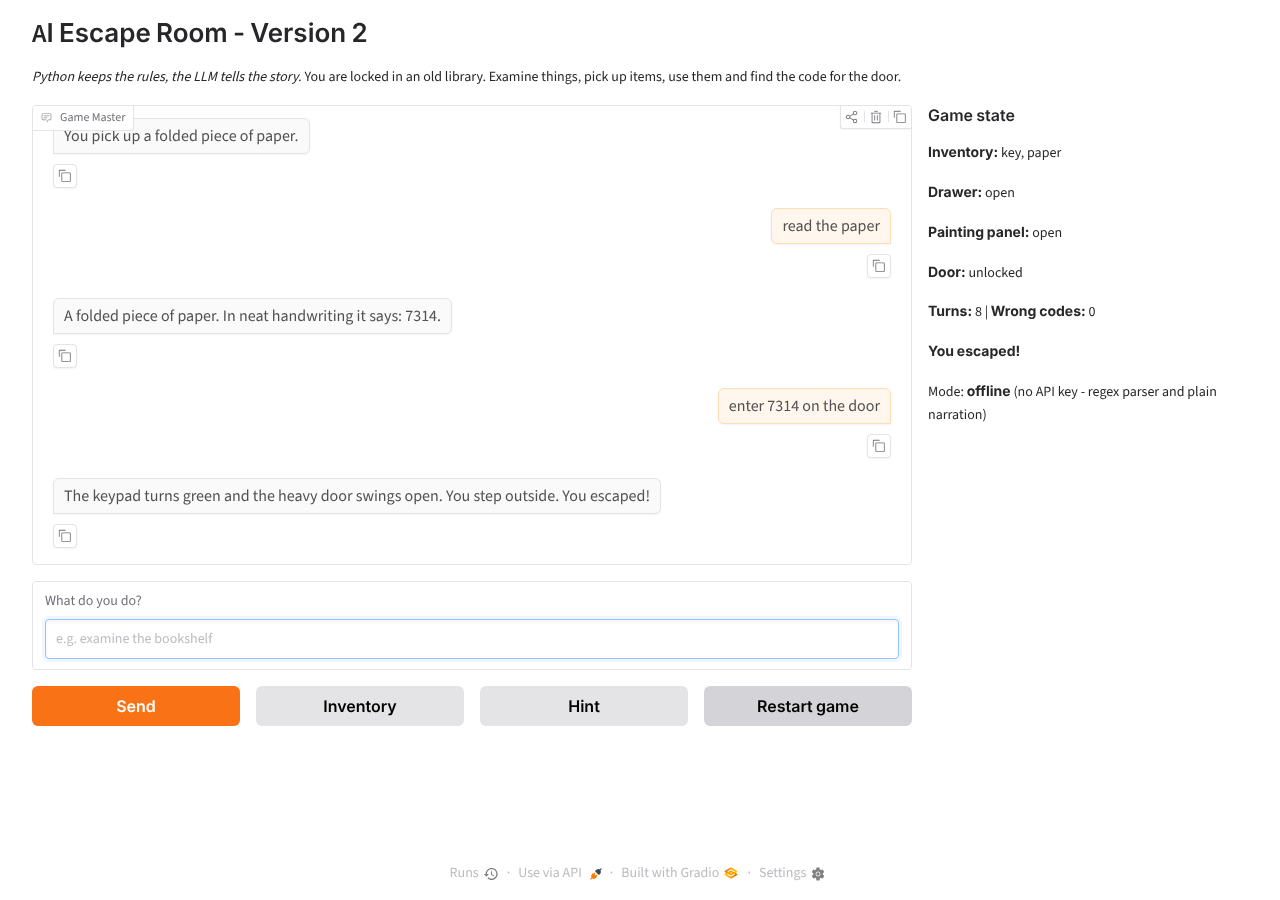 AI Escape Room - Version 2
Python keeps the rules, the LLM tells the story. You are locked in an old library. Examine things, pick up items, use them and find the code for the door.
Game Master
You pick up a folded piece of paper.
read the paper
A folded piece of paper. In neat handwriting it says: 7314.
enter 7314 on the door
The keypad turns green and the heavy door swings open. You step outside. You escaped!
What do you do?
e.g. examine the bookshelf
Send
Inventory
Hint
Restart game
Game state
Inventory: key, paper
Drawer: open
Painting panel: open
Door: unlocked
Turns: 8 | Wrong codes: 0
You escaped!
Mode: offline (no API key - regex parser and plain
narration)
Runs · Use via API · Built with Gradio · Settings